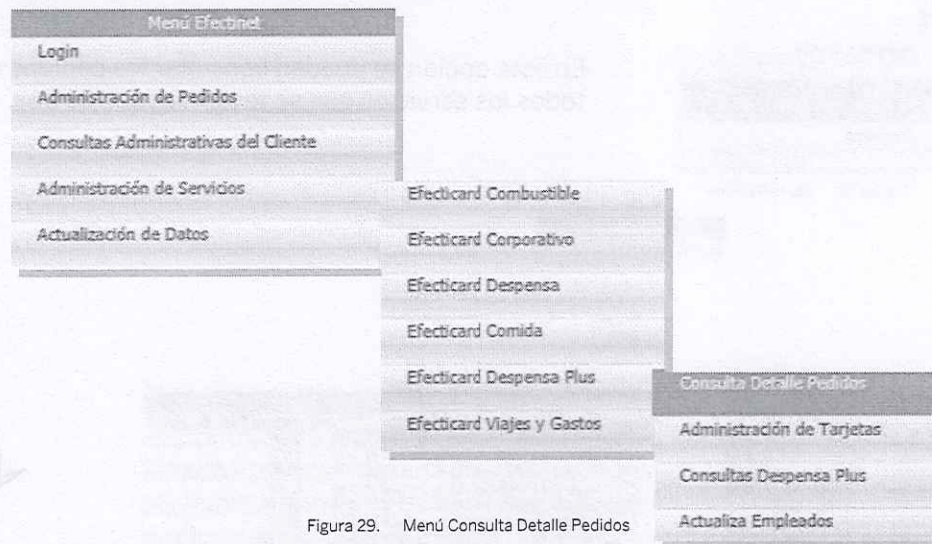 Menú Efectinet
Login
Administración de Pedidos
Consultas Administrativas del Cliente
Administración de Servicios
Actualización de Datos
Efecticard Combustible
Efecticard Corporativo
Efecticard Despensa
Efecticard Comida
Efecticard Despensa Plus
Efecticard Viajes y Gastos
Consulta Detalle Pedidos
Administración de Tarjetas
Consultas Despensa Plus
Actualiza Empleados
Figura 29. Menú Consulta Detalle Pedidos